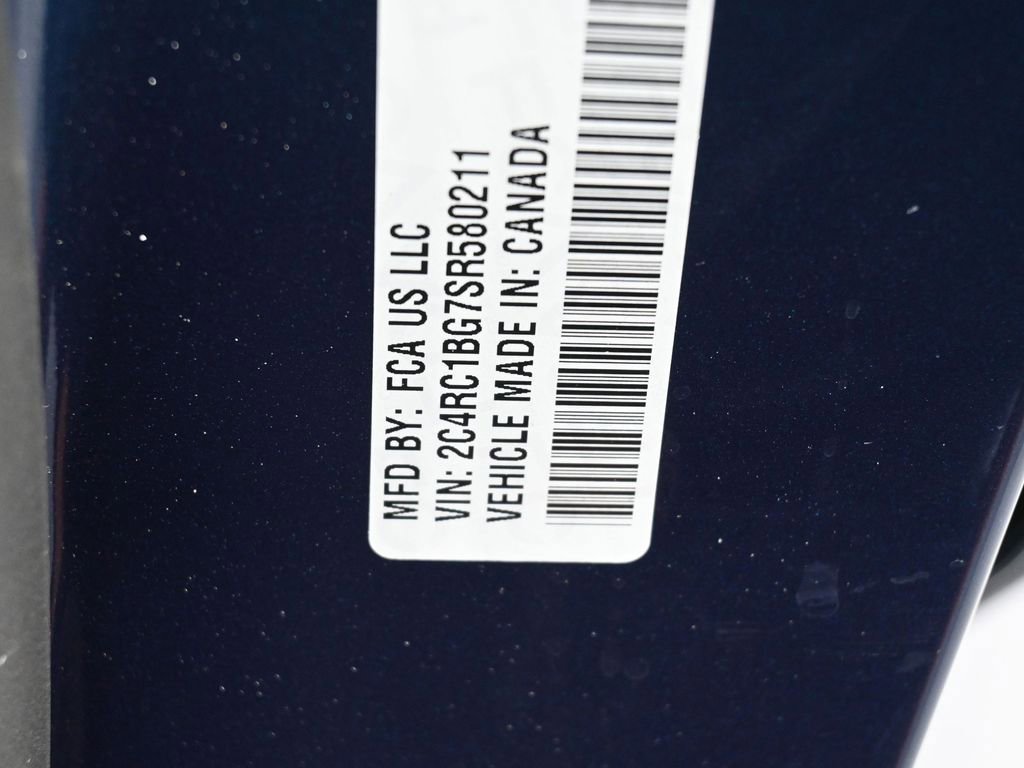 MFD BY: FCA US LLC
VIN: 2C4RC1BG7SR580211
VEHICLE MADE IN: CANADA